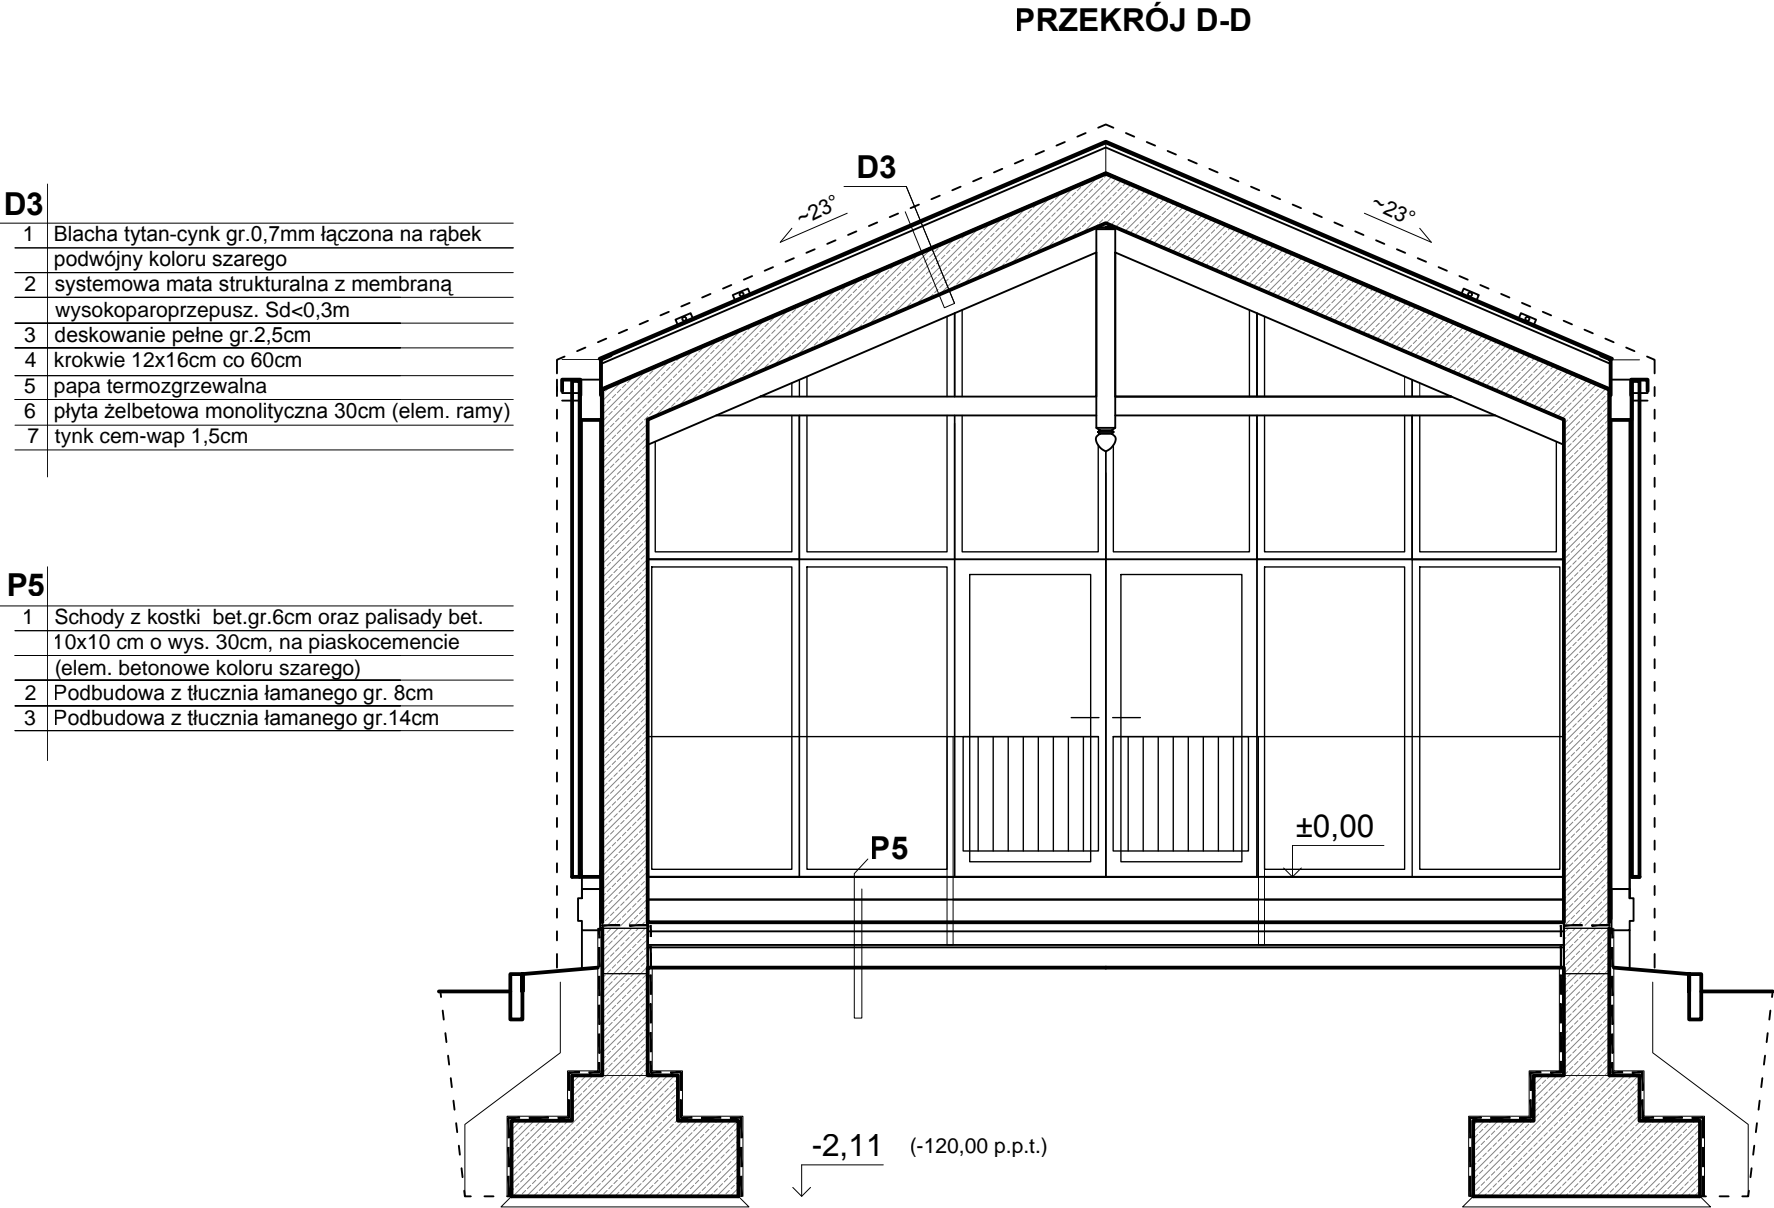 PRZEKRÓJ D-D
D3
1 Blacha tytan-cynk gr.0,7mm łączona na rąbek
podwójny koloru szarego
2 systemowa mata strukturalna z membraną
wysokoparoprzepusz. Sd<0,3m
3 deskowanie pełne gr.2,5cm
4 krokwie 12x16cm co 60cm
5 papa termozgrzewalna
6 płyta żelbetowa monolityczna 30cm (elem. ramy)
7 tynk cem-wap 1,5cm
P5
1 Schody z kostki bet.gr.6cm oraz palisady bet.
10x10 cm o wys. 30cm, na piaskocemencie
(elem. betonowe koloru szarego)
2 Podbudowa z tłucznia łamanego gr. 8cm
3 Podbudowa z tłucznia łamanego gr.14cm
D3
~23°
~23°
±0,00
P5
-2,11 (-120,00 p.p.t.)